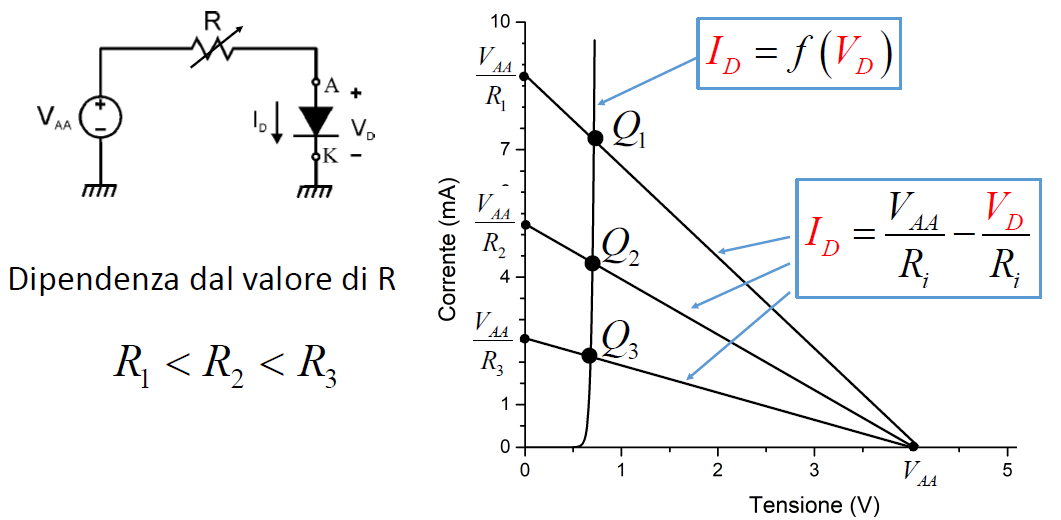 R
V_AA
+
−
I_D
A
+
V_D
K
−
Dipendenza dal valore di R
R_1 < R_2 < R_3
Corrente (mA)
10
7
4
1
0
V_AA / R_1
V_AA / R_2
V_AA / R_3
I_D = f(V_D)
Q_1
Q_2
Q_3
I_D = V_AA / R_i − V_D / R_i
0
1
2
3
V_AA
5
Tensione (V)